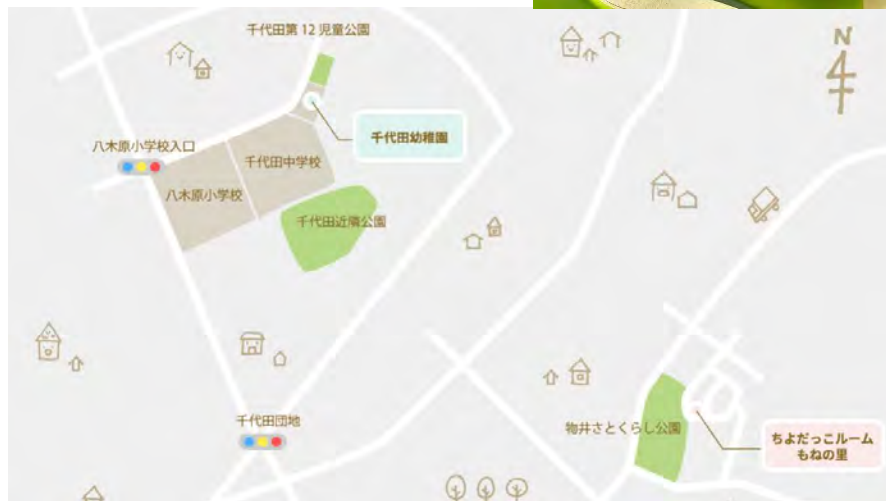 千代田第12児童公園
N
千代田幼稚園
八木原小学校入口
千代田中学校
八木原小学校
千代田近隣公園
千代田団地
物井さとくらし公園
ちよだっこルーム
もねの里